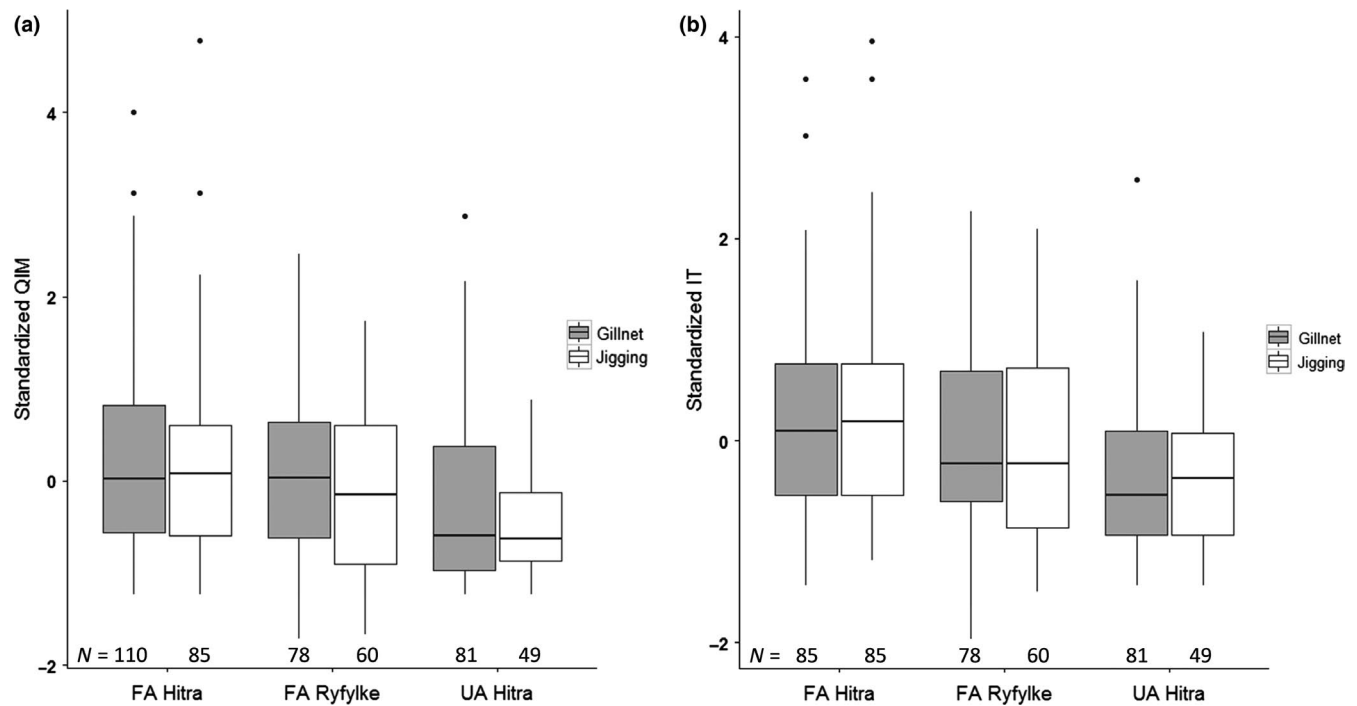 (a)
Standardized QIM
4
2
0
−2
N = 110 85 78 60 81 49
FA Hitra FA Ryfylke UA Hitra
Gillnet
Jigging
(b)
Standardized IT
4
2
0
−2
N = 85 85 78 60 81 49
FA Hitra FA Ryfylke UA Hitra
Gillnet
Jigging